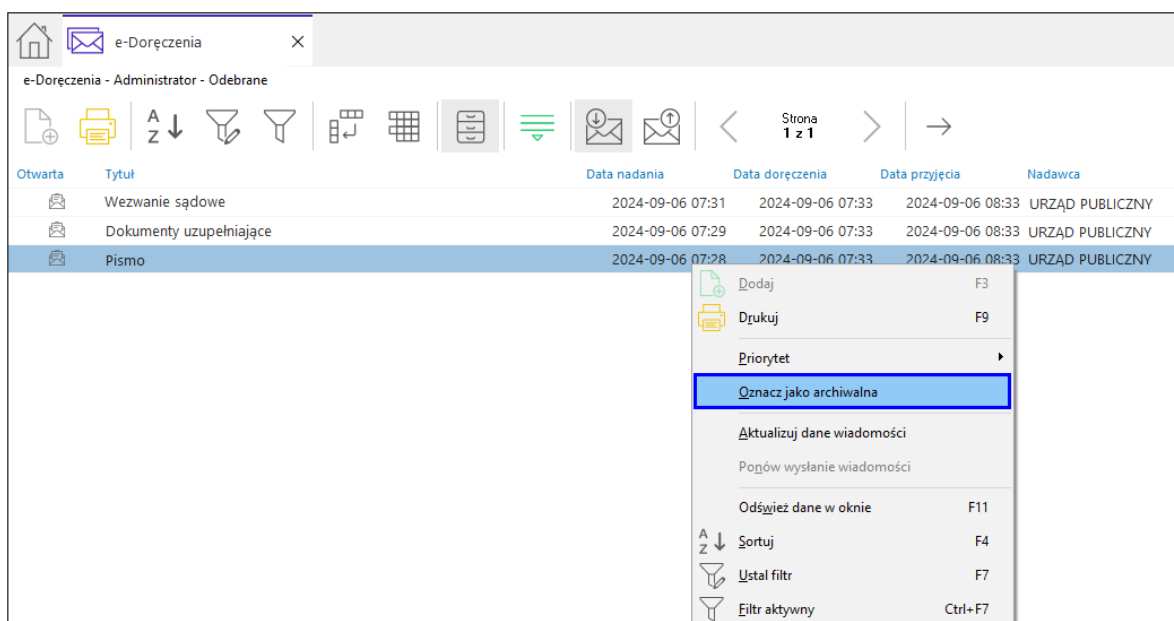 e-Doręczenia
e-Doręczenia - Administrator - Odebrane
A
Z
Strona
1 z 1
Otwarta Tytuł Data nadania Data doręczenia Data przyjęcia Nadawca
Wezwanie sądowe 2024-09-06 07:31 2024-09-06 07:33 2024-09-06 08:33 URZĄD PUBLICZNY
Dokumenty uzupełniające 2024-09-06 07:29 2024-09-06 07:33 2024-09-06 08:33 URZĄD PUBLICZNY
Pismo 2024-09-06 07:28 2024-09-06 07:33 2024-09-06 08:33 URZĄD PUBLICZNY
Dodaj F3
Drukuj F9
Priorytet
Oznacz jako archiwalna
Aktualizuj dane wiadomości
Ponów wysłanie wiadomości
Odśwież dane w oknie F11
A
Z
Sortuj F4
Ustal filtr F7
Filtr aktywny Ctrl+F7